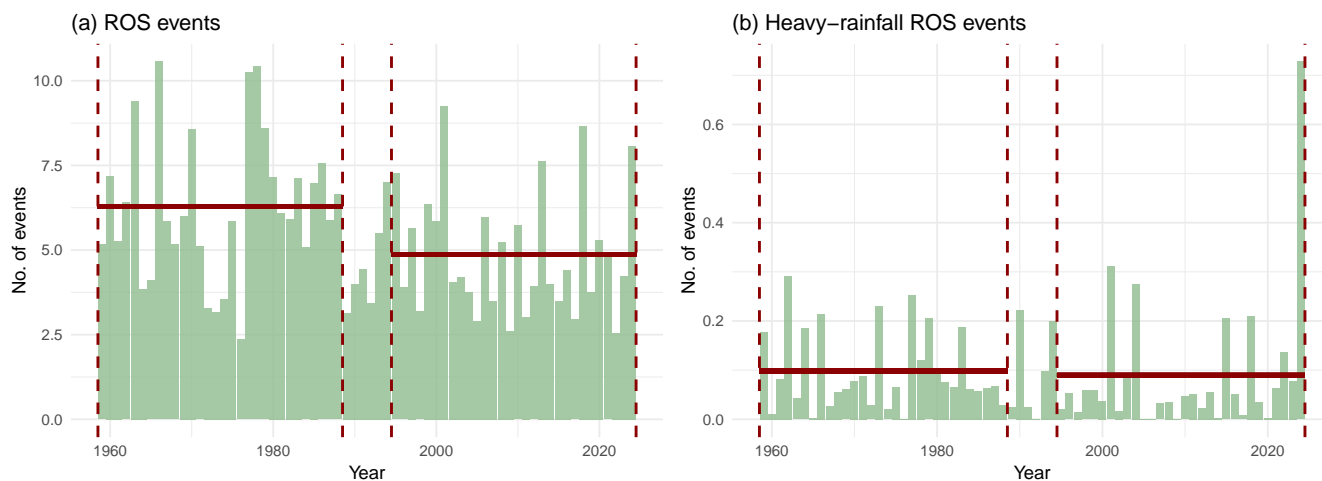 (a) ROS events
No. of events
10.0
7.5
5.0
2.5
0.0
1960
1980
2000
2020
Year
(b) Heavy−rainfall ROS events
No. of events
0.6
0.4
0.2
0.0
1960
1980
2000
2020
Year